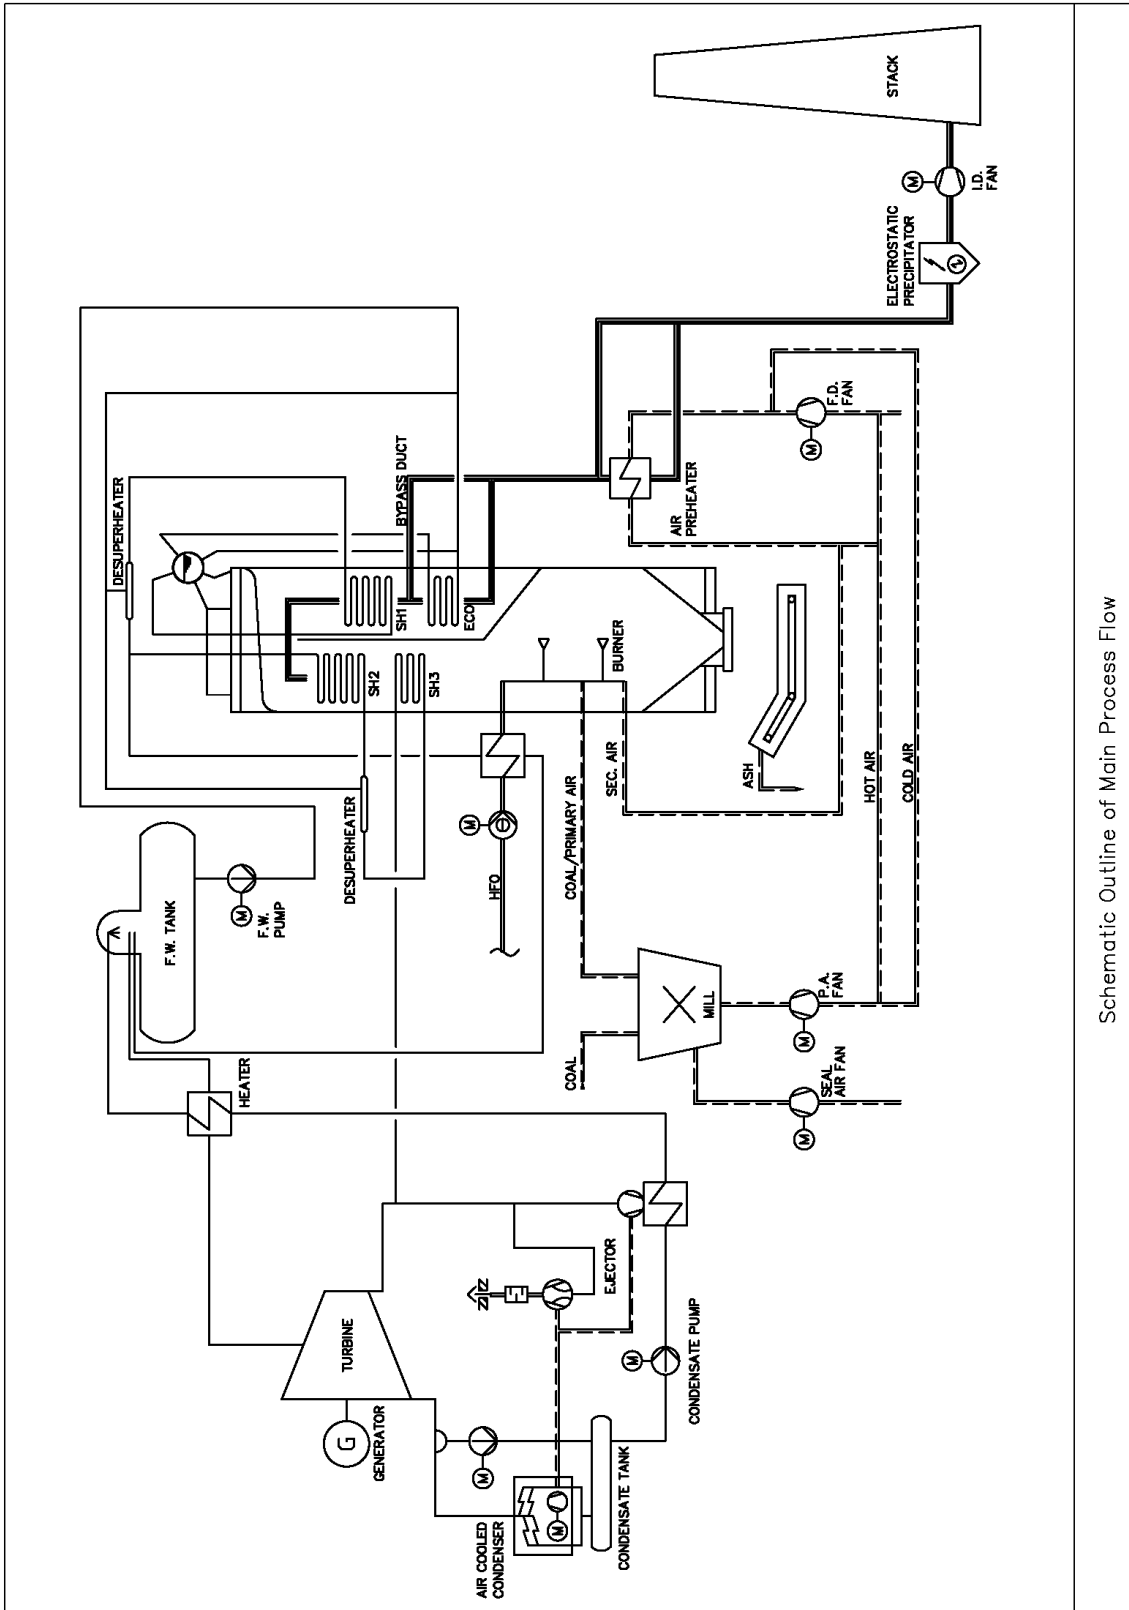 STACK
M
I.D.
FAN
ELECTROSTATIC
PRECIPITATOR
M
F.D.
FAN
BYPASS DUCT
AIR
PREHEATER
DESUPERHEATER
SH1
ECO
SH2
SH3
BURNER
SEC. AIR
ASH
HOT AIR
COLD AIR
COAL/PRIMARY AIR
HFO
M
DESUPERHEATER
F.W. TANK
M
F.W.
PUMP
MILL
M
P.A.
FAN
COAL
M
SEAL
AIR FAN
HEATER
EJECTOR
TURBINE
G
GENERATOR
M
CONDENSATE PUMP
M
M
AIR COOLED
CONDENSER
CONDENSATE TANK
Schematic Outline of Main Process Flow